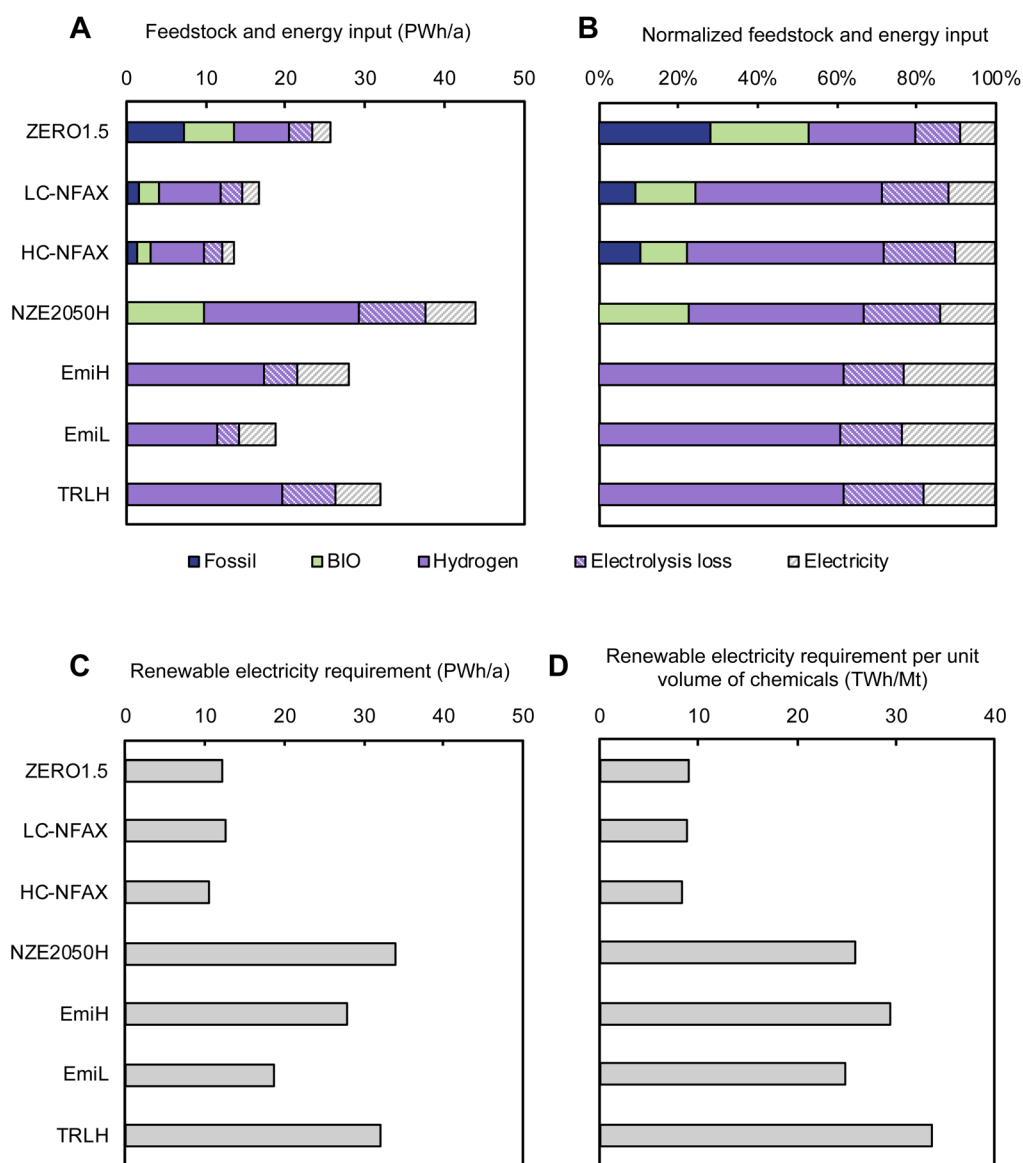 A Feedstock and energy input (PWh/a)
0 10 20 30 40 50
ZERO1.5
LC-NFAX
HC-NFAX
NZE2050H
EmiH
EmiL
TRLH
B Normalized feedstock and energy input
0% 20% 40% 60% 80% 100%
Fossil BIO Hydrogen Electrolysis loss Electricity
C Renewable electricity requirement (PWh/a)
0 10 20 30 40 50
ZERO1.5
LC-NFAX
HC-NFAX
NZE2050H
EmiH
EmiL
TRLH
D Renewable electricity requirement per unit
volume of chemicals (TWh/Mt)
0 10 20 30 40